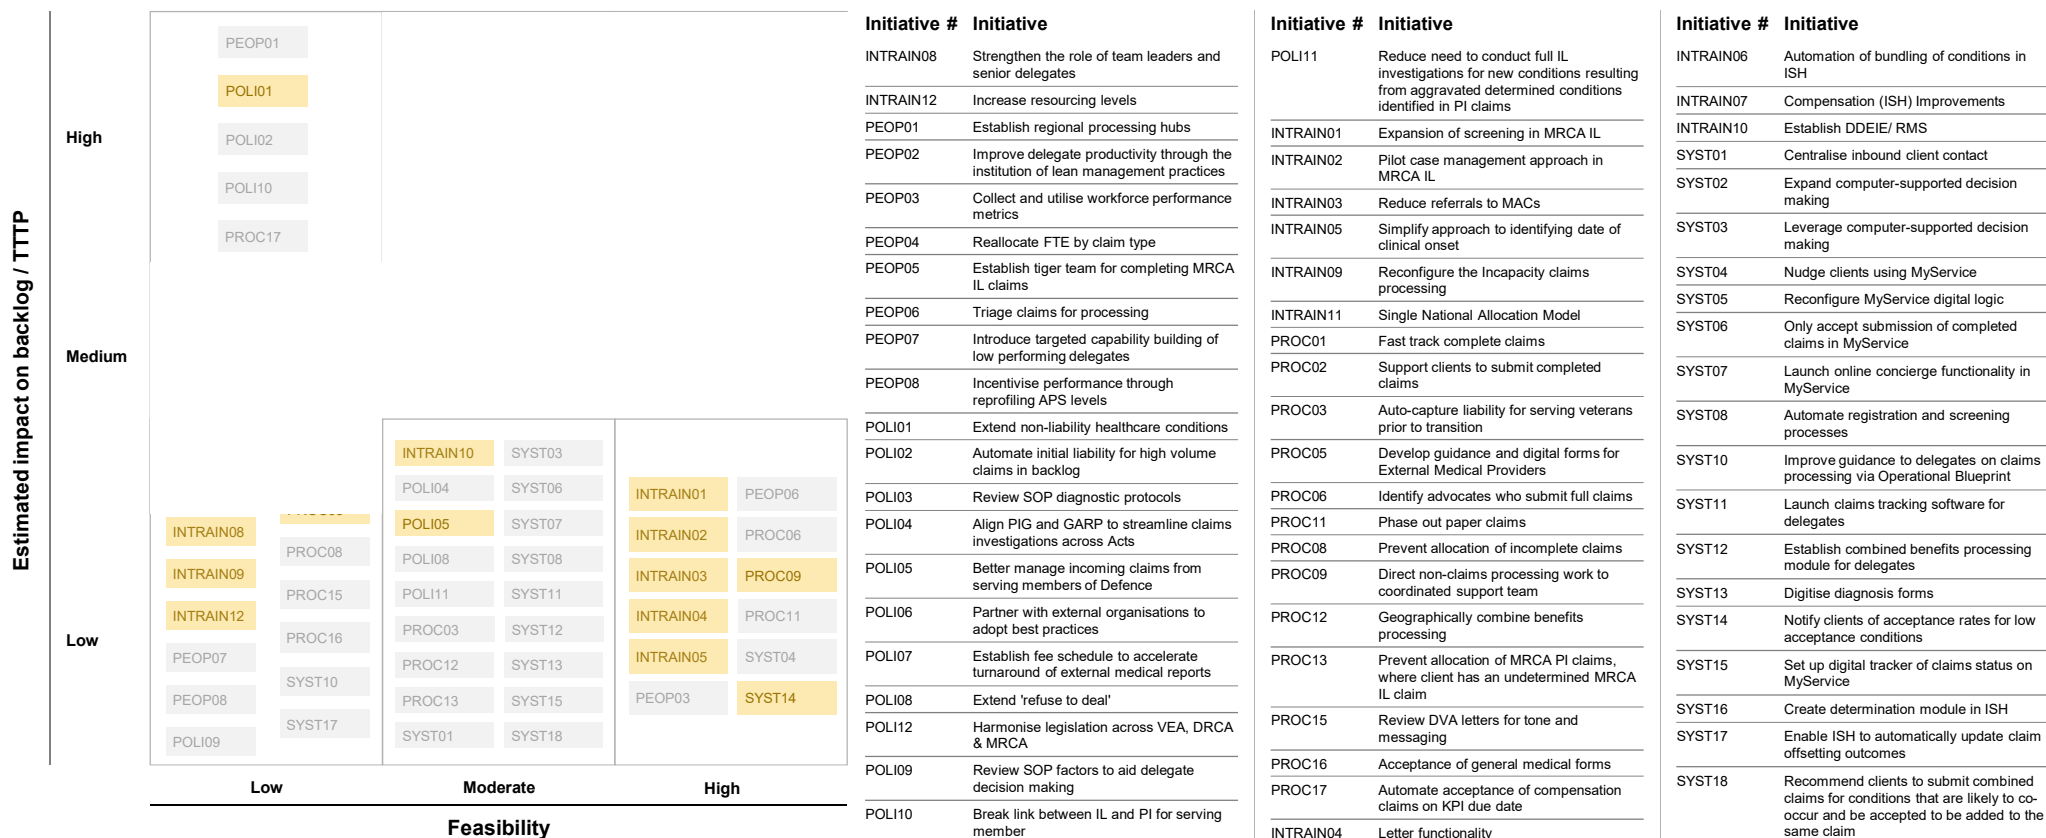 Estimated impact on backlog / TTTP
High
Medium
Low
PEOP01
POLI01
POLI02
POLI10
PROC17
INTRAIN08
INTRAIN09
INTRAIN12
PEOP07
PEOP08
POLI09
PROC08
PROC15
PROC16
SYST10
SYST17
INTRAIN10
POLI04
POLI05
POLI08
POLI11
PROC03
PROC12
PROC13
SYST01
SYST03
SYST06
SYST07
SYST08
SYST11
SYST12
SYST13
SYST15
SYST18
INTRAIN01
INTRAIN02
INTRAIN03
INTRAIN04
INTRAIN05
PEOP03
PEOP06
PROC06
PROC09
PROC11
SYST04
SYST14
Low
Moderate
High
Feasibility
Initiative # Initiative
INTRAIN08 Strengthen the role of team leaders and
senior delegates
INTRAIN12 Increase resourcing levels
PEOP01 Establish regional processing hubs
PEOP02 Improve delegate productivity through the
institution of lean management practices
PEOP03 Collect and utilise workforce performance
metrics
PEOP04 Reallocate FTE by claim type
PEOP05 Establish tiger team for completing MRCA
IL claims
PEOP06 Triage claims for processing
PEOP07 Introduce targeted capability building of
low performing delegates
PEOP08 Incentivise performance through
reprofiling APS levels
POLI01 Extend non-liability healthcare conditions
POLI02 Automate initial liability for high volume
claims in backlog
POLI03 Review SOP diagnostic protocols
POLI04 Align PIG and GARP to streamline claims
investigations across Acts
POLI05 Better manage incoming claims from
serving members of Defence
POLI06 Partner with external organisations to
adopt best practices
POLI07 Establish fee schedule to accelerate
turnaround of external medical reports
POLI08 Extend 'refuse to deal'
POLI12 Harmonise legislation across VEA, DRCA
& MRCA
POLI09 Review SOP factors to aid delegate
decision making
POLI10 Break link between IL and PI for serving
member
Initiative # Initiative
POLI11 Reduce need to conduct full IL
investigations for new conditions resulting
from aggravated determined conditions
identified in PI claims
INTRAIN01 Expansion of screening in MRCA IL
INTRAIN02 Pilot case management approach in
MRCA IL
INTRAIN03 Reduce referrals to MACs
INTRAIN05 Simplify approach to identifying date of
clinical onset
INTRAIN09 Reconfigure the Incapacity claims
processing
INTRAIN11 Single National Allocation Model
PROC01 Fast track complete claims
PROC02 Support clients to submit completed
claims
PROC03 Auto-capture liability for serving veterans
prior to transition
PROC05 Develop guidance and digital forms for
External Medical Providers
PROC06 Identify advocates who submit full claims
PROC11 Phase out paper claims
PROC08 Prevent allocation of incomplete claims
PROC09 Direct non-claims processing work to
coordinated support team
PROC12 Geographically combine benefits
processing
PROC13 Prevent allocation of MRCA PI claims,
where client has an undetermined MRCA
IL claim
PROC15 Review DVA letters for tone and
messaging
PROC16 Acceptance of general medical forms
PROC17 Automate acceptance of compensation
claims on KPI due date
INTRAIN04 Letter functionality
Initiative # Initiative
INTRAIN06 Automation of bundling of conditions in
ISH
INTRAIN07 Compensation (ISH) Improvements
INTRAIN10 Establish DDEIE/ RMS
SYST01 Centralise inbound client contact
SYST02 Expand computer-supported decision
making
SYST03 Leverage computer-supported decision
making
SYST04 Nudge clients using MyService
SYST05 Reconfigure MyService digital logic
SYST06 Only accept submission of completed
claims in MyService
SYST07 Launch online concierge functionality in
MyService
SYST08 Automate registration and screening
processes
SYST10 Improve guidance to delegates on claims
processing via Operational Blueprint
SYST11 Launch claims tracking software for
delegates
SYST12 Establish combined benefits processing
module for delegates
SYST13 Digitise diagnosis forms
SYST14 Notify clients of acceptance rates for low
acceptance conditions
SYST15 Set up digital tracker of claims status on
MyService
SYST16 Create determination module in ISH
SYST17 Enable ISH to automatically update claim
offsetting outcomes
SYST18 Recommend clients to submit combined
claims for conditions that are likely to co-
occur and be accepted to be added to the
same claim